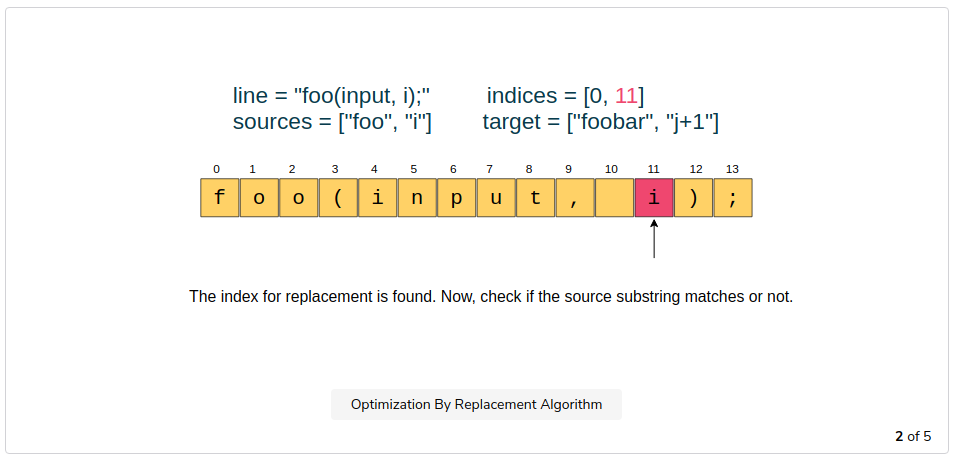 line = "foo(input, i);" indices = [0, 11]
sources = ["foo", "i"] target = ["foobar", "j+1"]
0 1 2 3 4 5 6 7 8 9 10 11 12 13
f o o ( i n p u t , i ) ;
The index for replacement is found. Now, check if the source substring matches or not.
Optimization By Replacement Algorithm
2 of 5